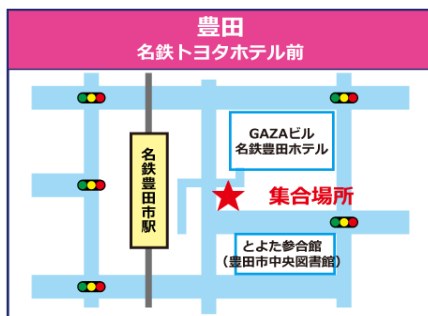 豊田
名鉄トヨタホテル前
GAZAビル
名鉄豊田ホテル
名鉄豊田市駅
集合場所
とよた参合館
（豊田市中央図書館）